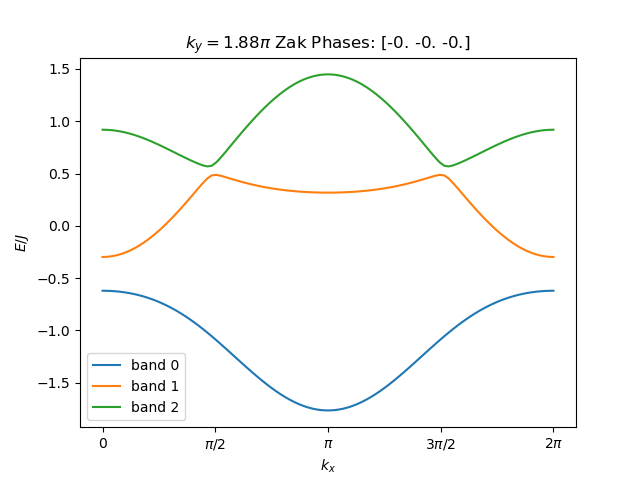 k_y = 1.88π Zak Phases: [-0. -0. -0.]
1.5
1.0
0.5
0.0
−0.5
−1.0
−1.5
E/J
band 0
band 1
band 2
0
π/2
π
3π/2
2π
k_x